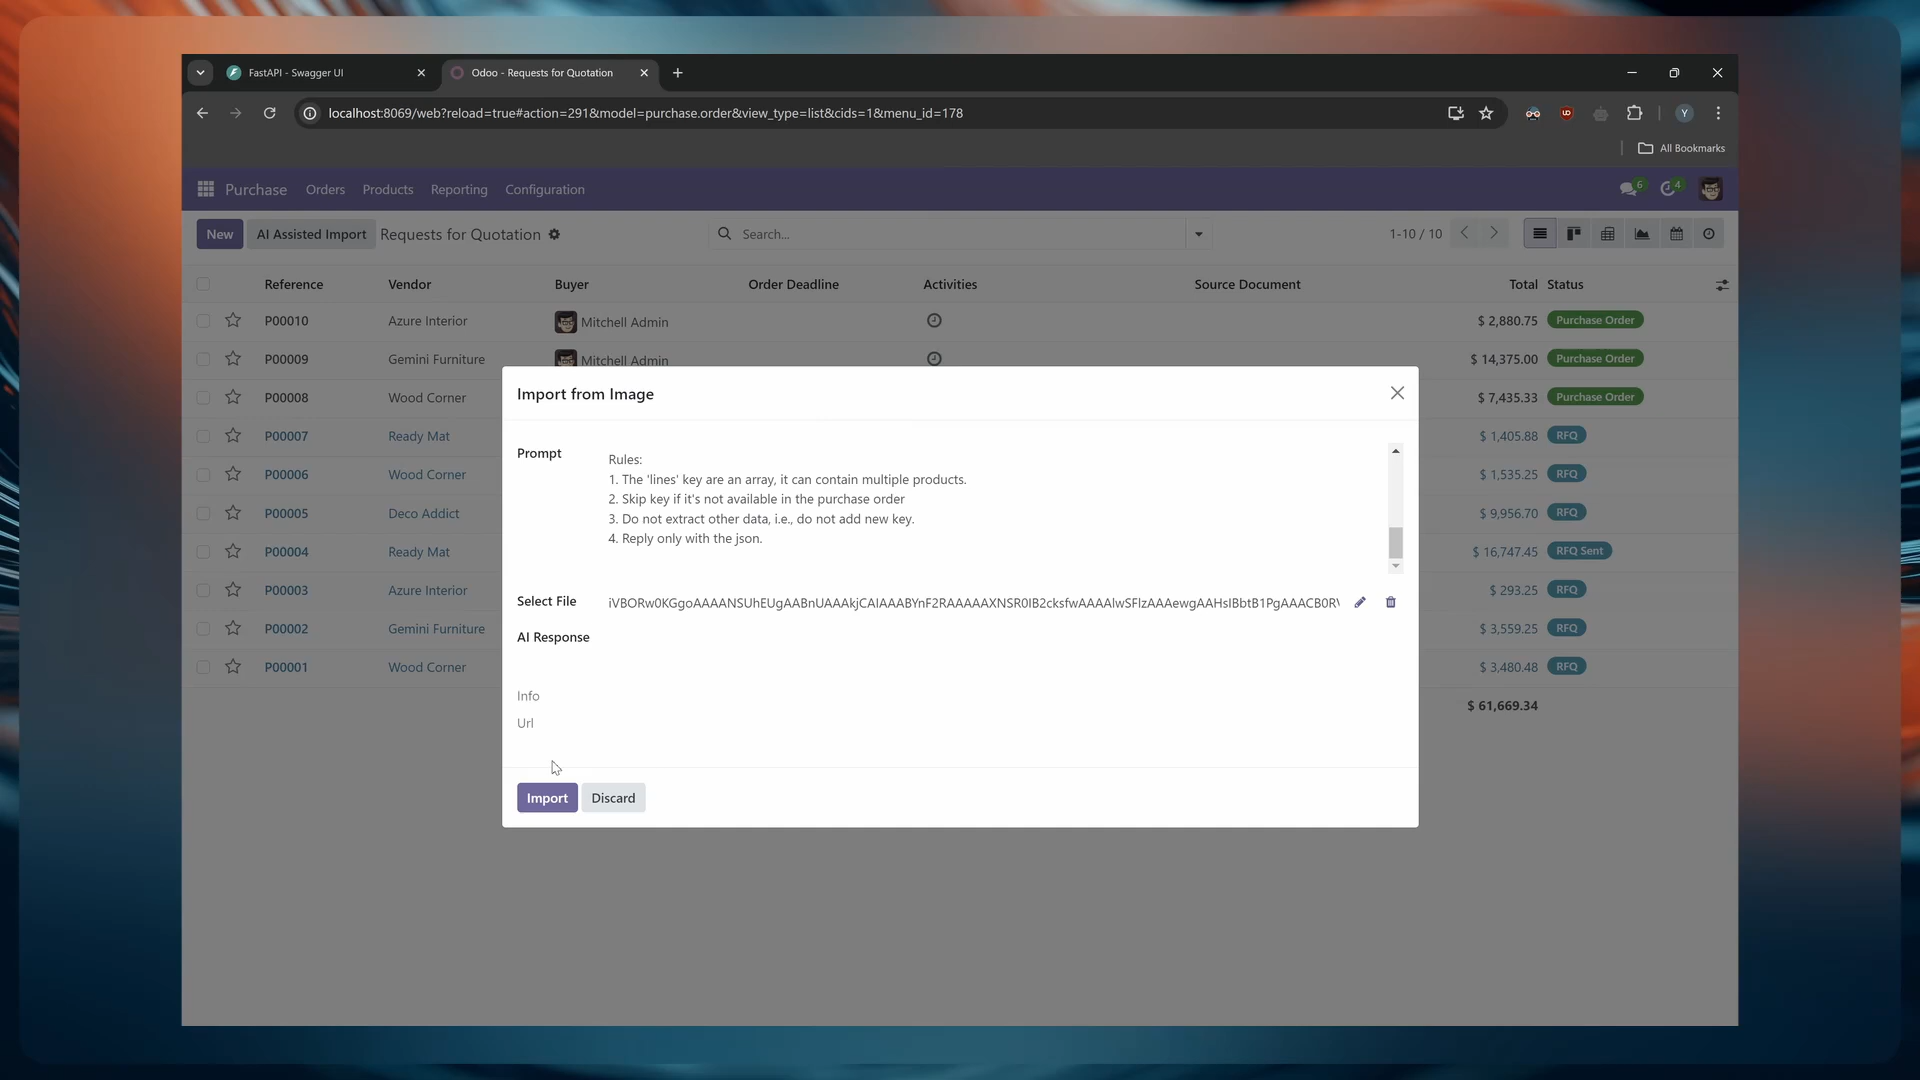 FastAPI - Swagger UI
Odoo - Requests for Quotation
localhost:8069/web?reload=true#action=291&model=purchase.order&view_type=list&cids=1&menu_id=178
Y
All Bookmarks
Purchase Orders Products Reporting Configuration
6 4
New AI Assisted Import Requests for Quotation Search... 1-10 / 10
Reference Vendor Buyer Order Deadline Activities Source Document Total Status
P00010 Azure Interior Mitchell Admin $ 2,880.75 Purchase Order
P00009 Gemini Furniture Mitchell Admin $ 14,375.00 Purchase Order
P00008 Wood Corner $ 7,435.33 Purchase Order
P00007 Ready Mat $ 1,405.88 RFQ
P00006 Wood Corner $ 1,535.25 RFQ
P00005 Deco Addict $ 9,956.70 RFQ
P00004 Ready Mat $ 16,747.45 RFQ Sent
P00003 Azure Interior $ 293.25 RFQ
P00002 Gemini Furniture $ 3,559.25 RFQ
P00001 Wood Corner $ 3,480.48 RFQ
$ 61,669.34
Import from Image
Prompt
Rules:
1. The 'lines' key are an array, it can contain multiple products.
2. Skip key if it's not available in the purchase order
3. Do not extract other data, i.e., do not add new key.
4. Reply only with the json.
Select File
AI Response
Info
Url
Import Discard